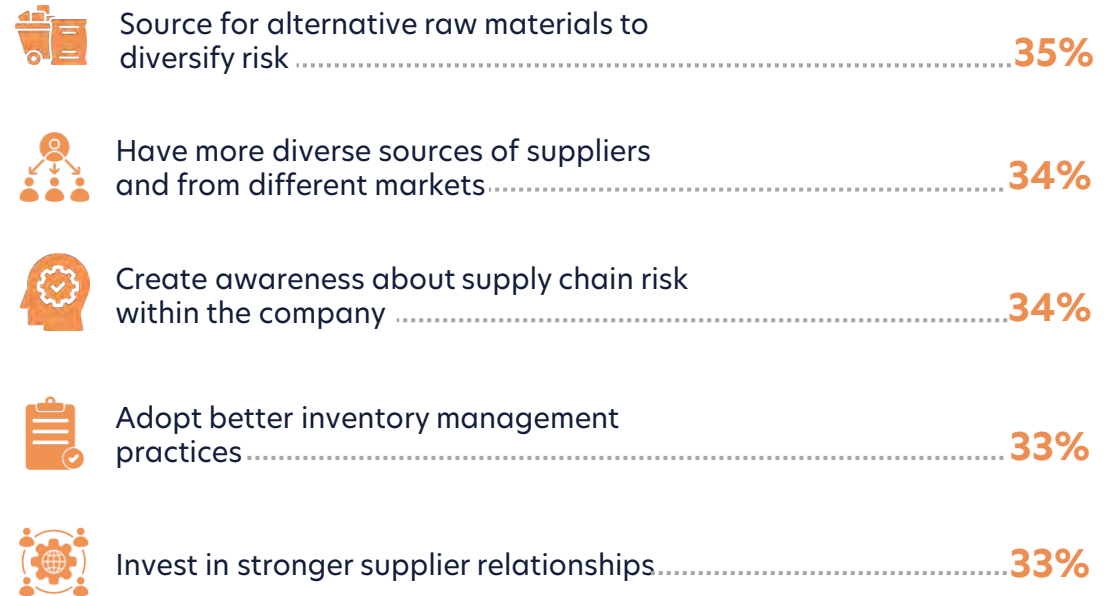 Source for alternative raw materials to
diversify risk 35%
Have more diverse sources of suppliers
and from different markets 34%
Create awareness about supply chain risk
within the company 34%
Adopt better inventory management
practices 33%
Invest in stronger supplier relationships 33%